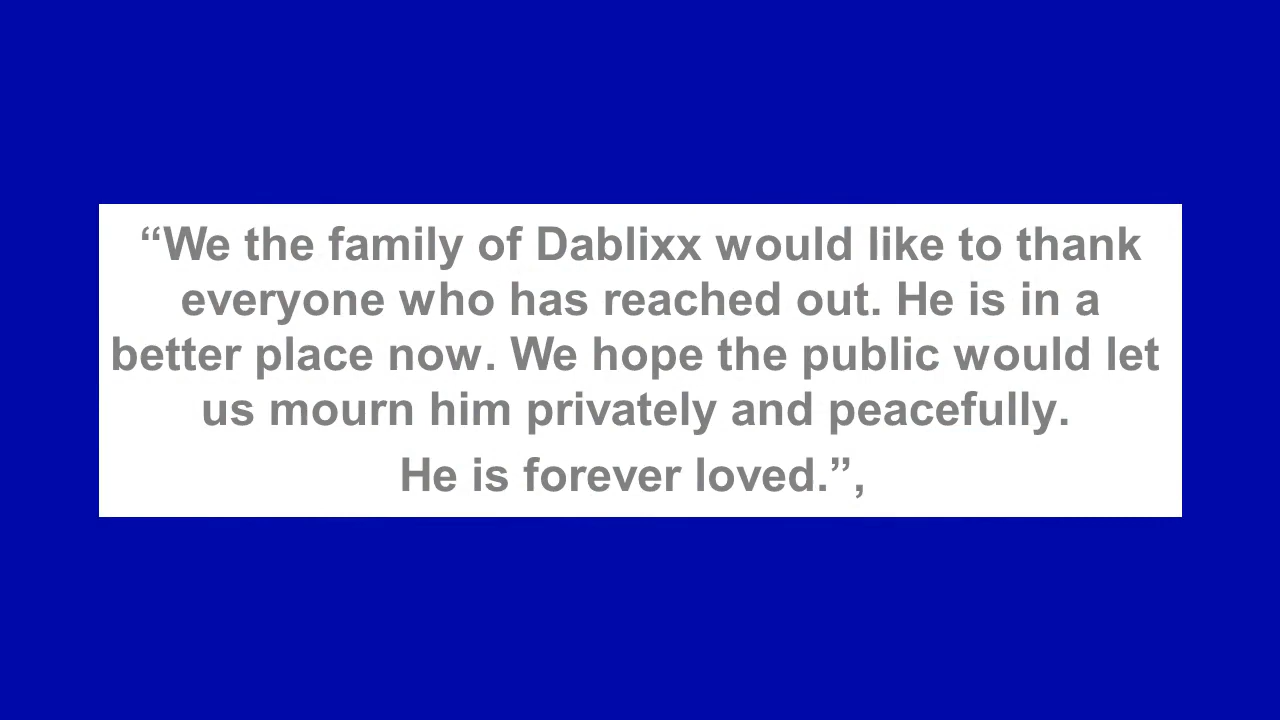 “We the family of Dablixx would like to thank
everyone who has reached out. He is in a
better place now. We hope the public would let
us mourn him privately and peacefully.
He is forever loved.”,